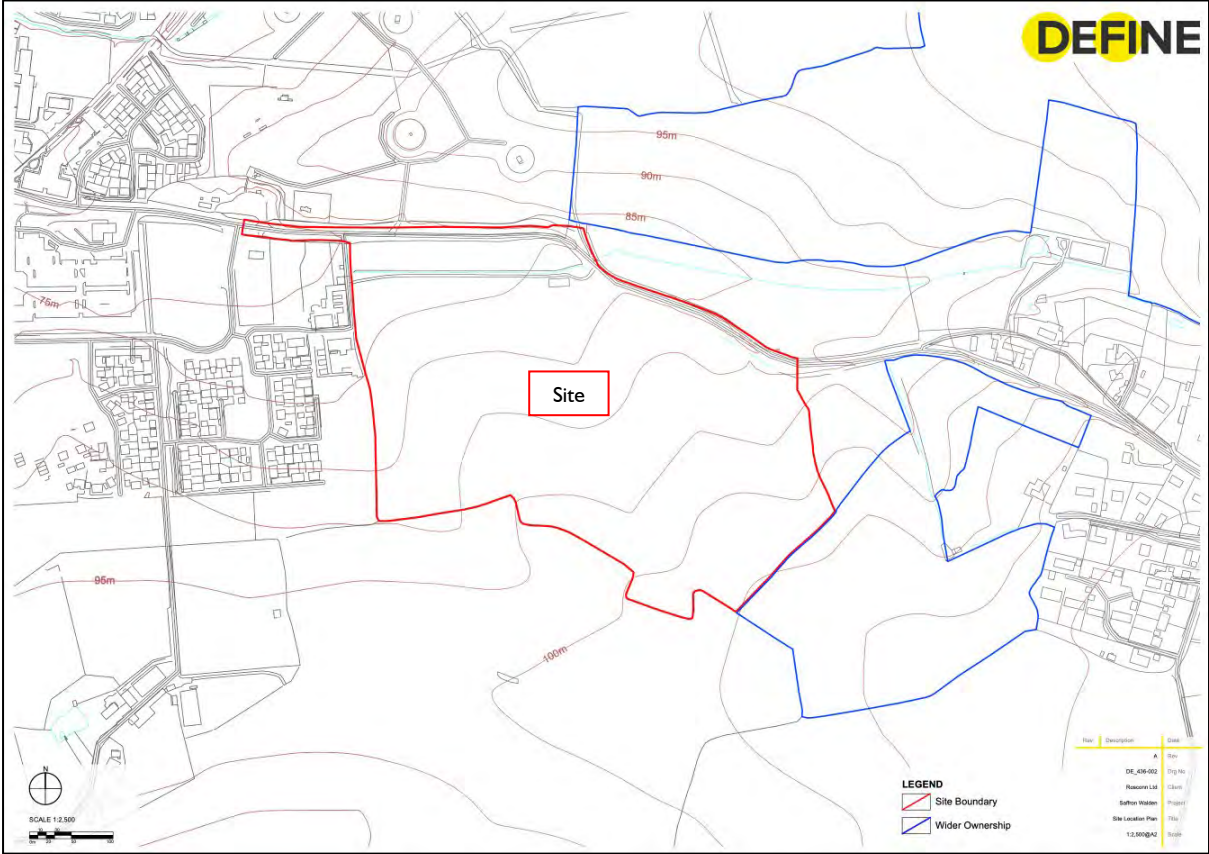 DEFINE
95m
90m
85m
75m
Site
95m
100m
N
SCALE 1:2,500
LEGEND
Site Boundary
Wider Ownership
Rev Description Date
A Rev
DE_436-002 Drg No
Rosconn Ltd Client
Saffron Walden Project
Site Location Plan Title
1:2,500@A2 Scale